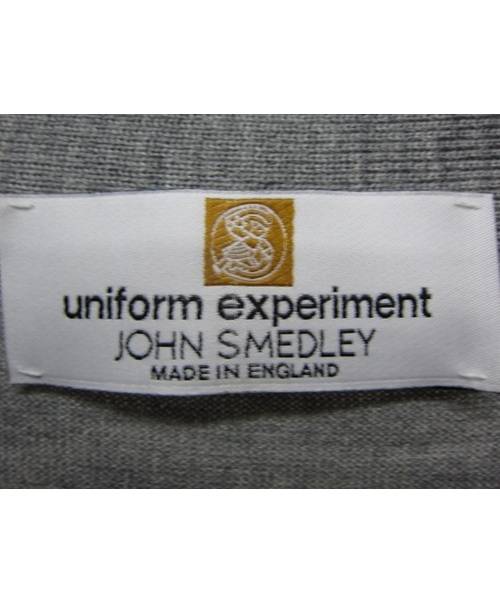 uniform experiment
JOHN SMEDLEY
MADE IN ENGLAND